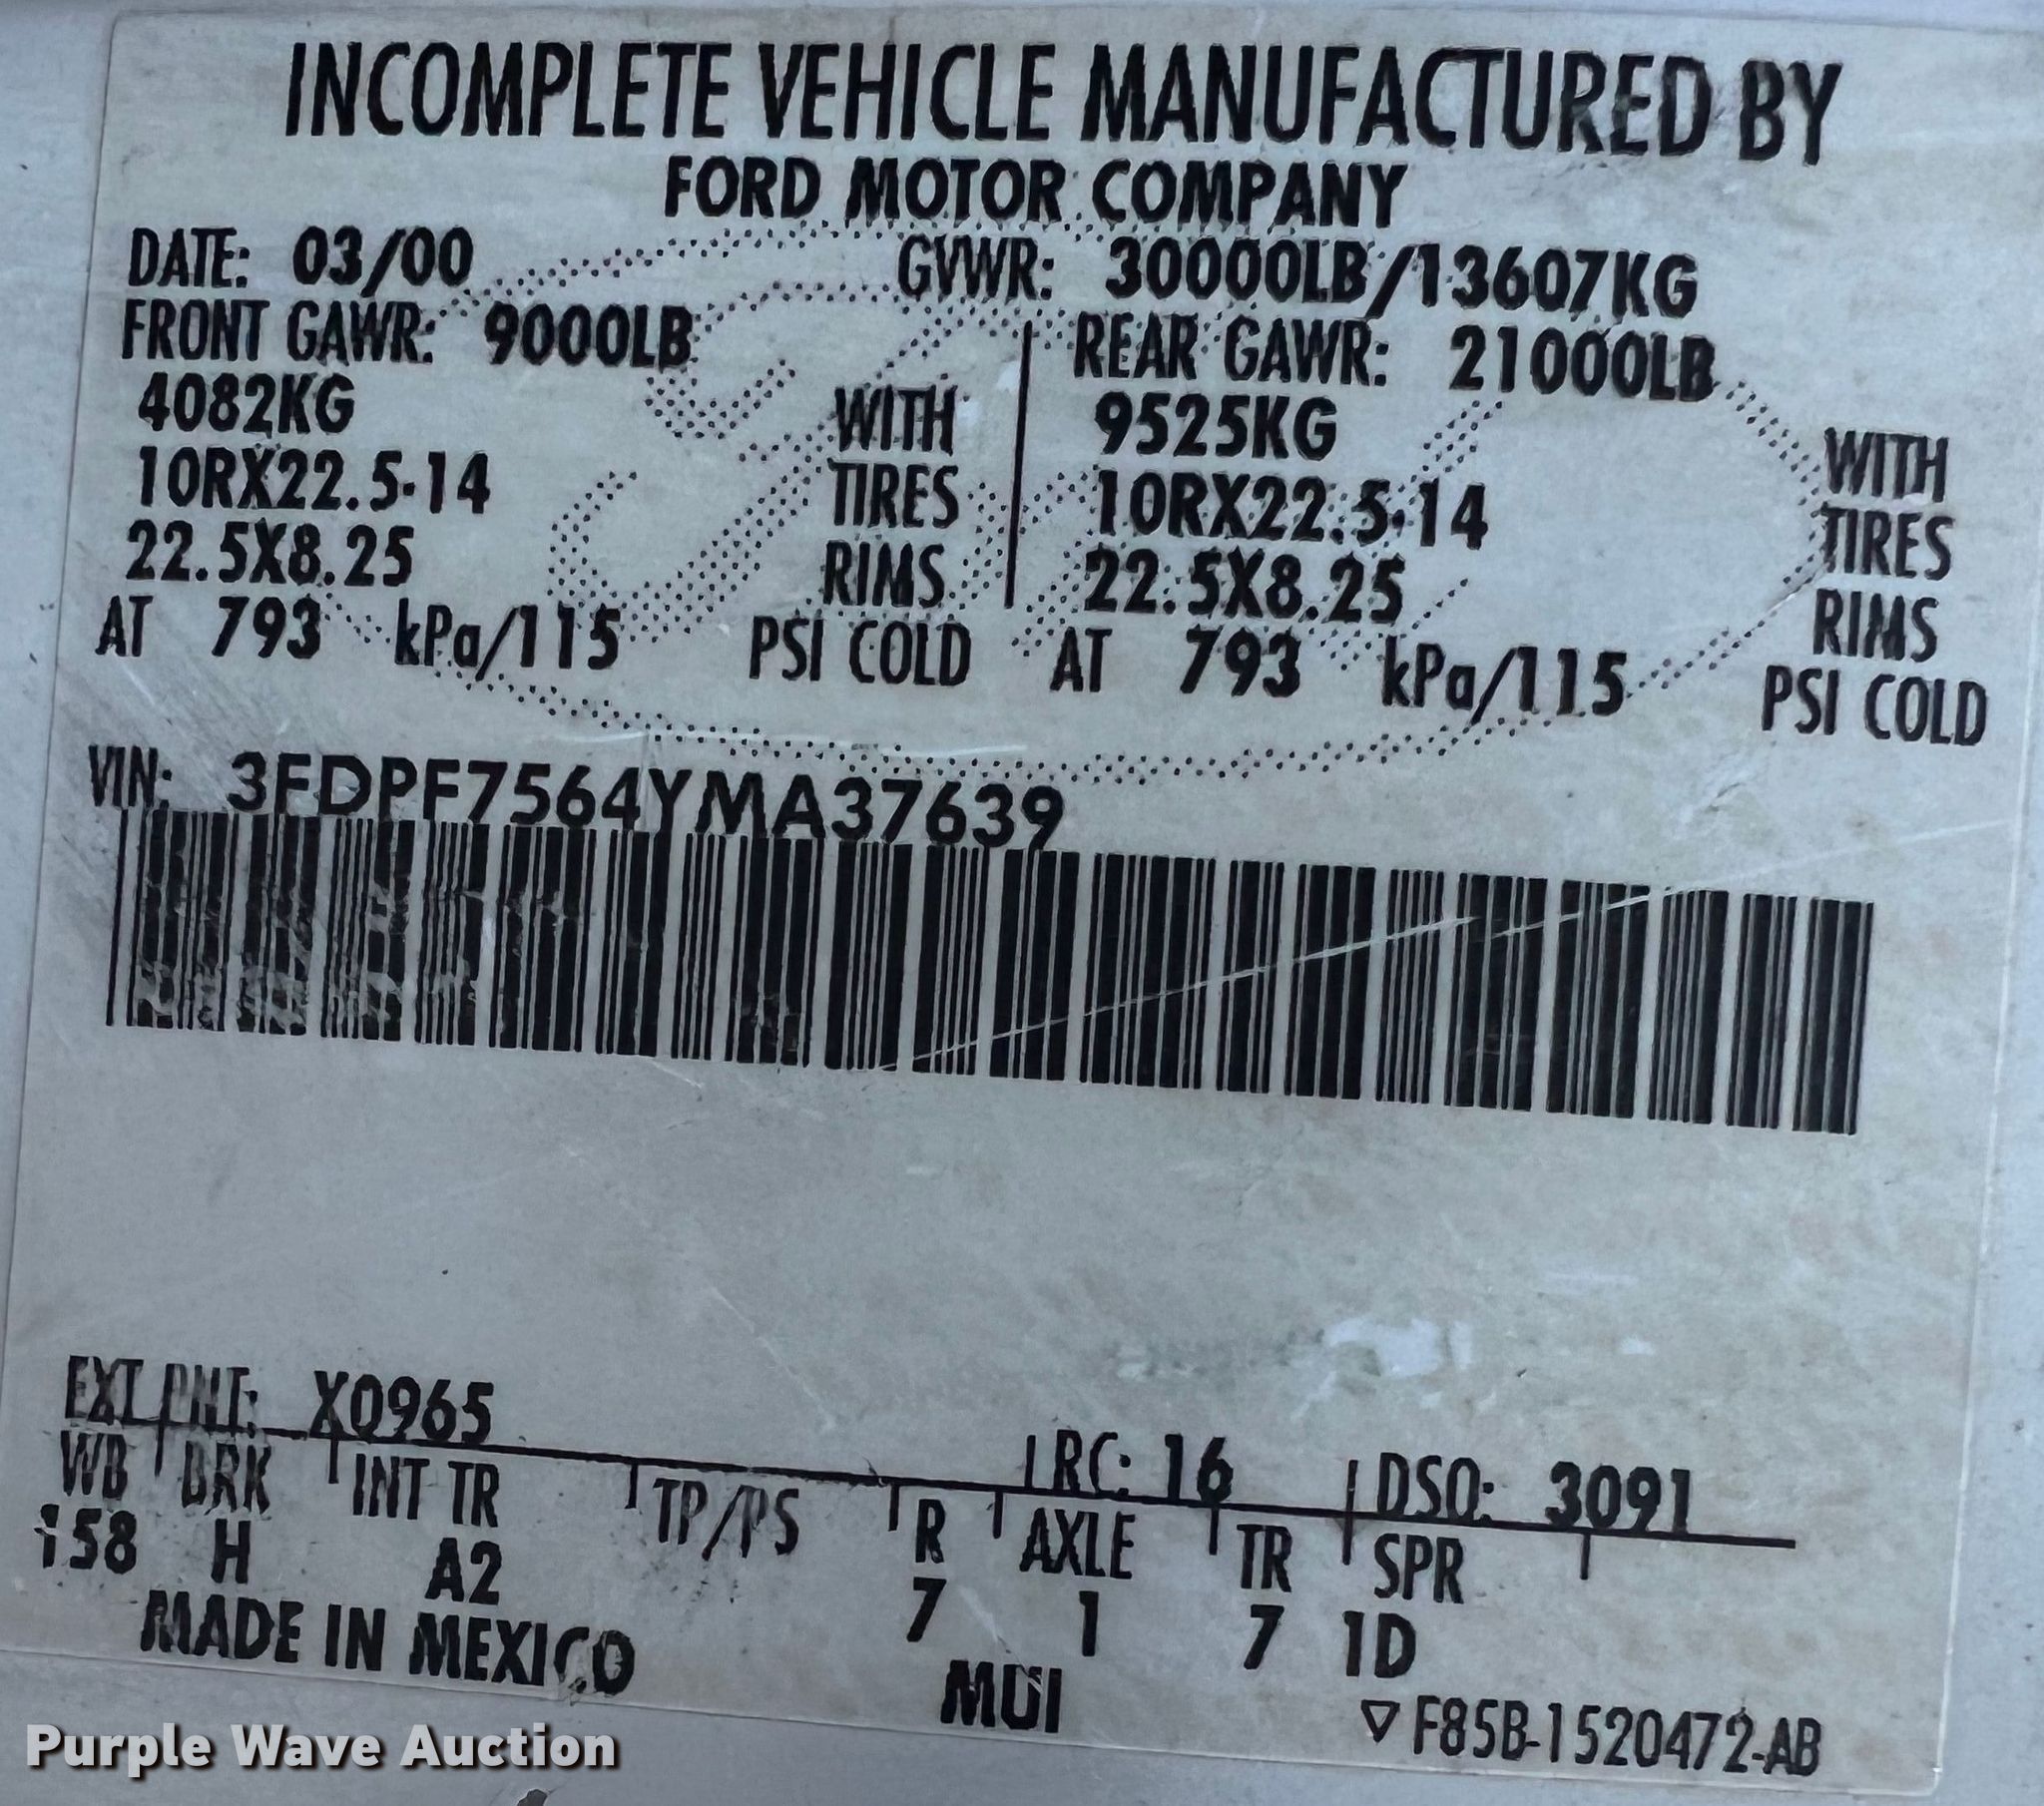 INCOMPLETE VEHICLE MANUFACTURED BY
FORD MOTOR COMPANY
DATE: 03/00 GVWR: 30000LB/13607KG
FRONT GAWR: 9000LB REAR GAWR: 21000LB
4082KG WITH 9525KG WITH
10RX22.5-14 TIRES 10RX22.5-14 TIRES
22.5X8.25 RIMS 22.5X8.25 RIMS
AT 793 kPa/115 PSI COLD AT 793 kPa/115 PSI COLD
VIN: 3FDPF7564YMA37639
EXT PNT: X0965 RC: 16 DSO: 3091
WB BRK INT TR TP/PS R AXLE TR SPR
158 H A2 7 1 7 1D
MADE IN MEXICO
MUI
▽ F85B-1520472-AB
Purple Wave Auction